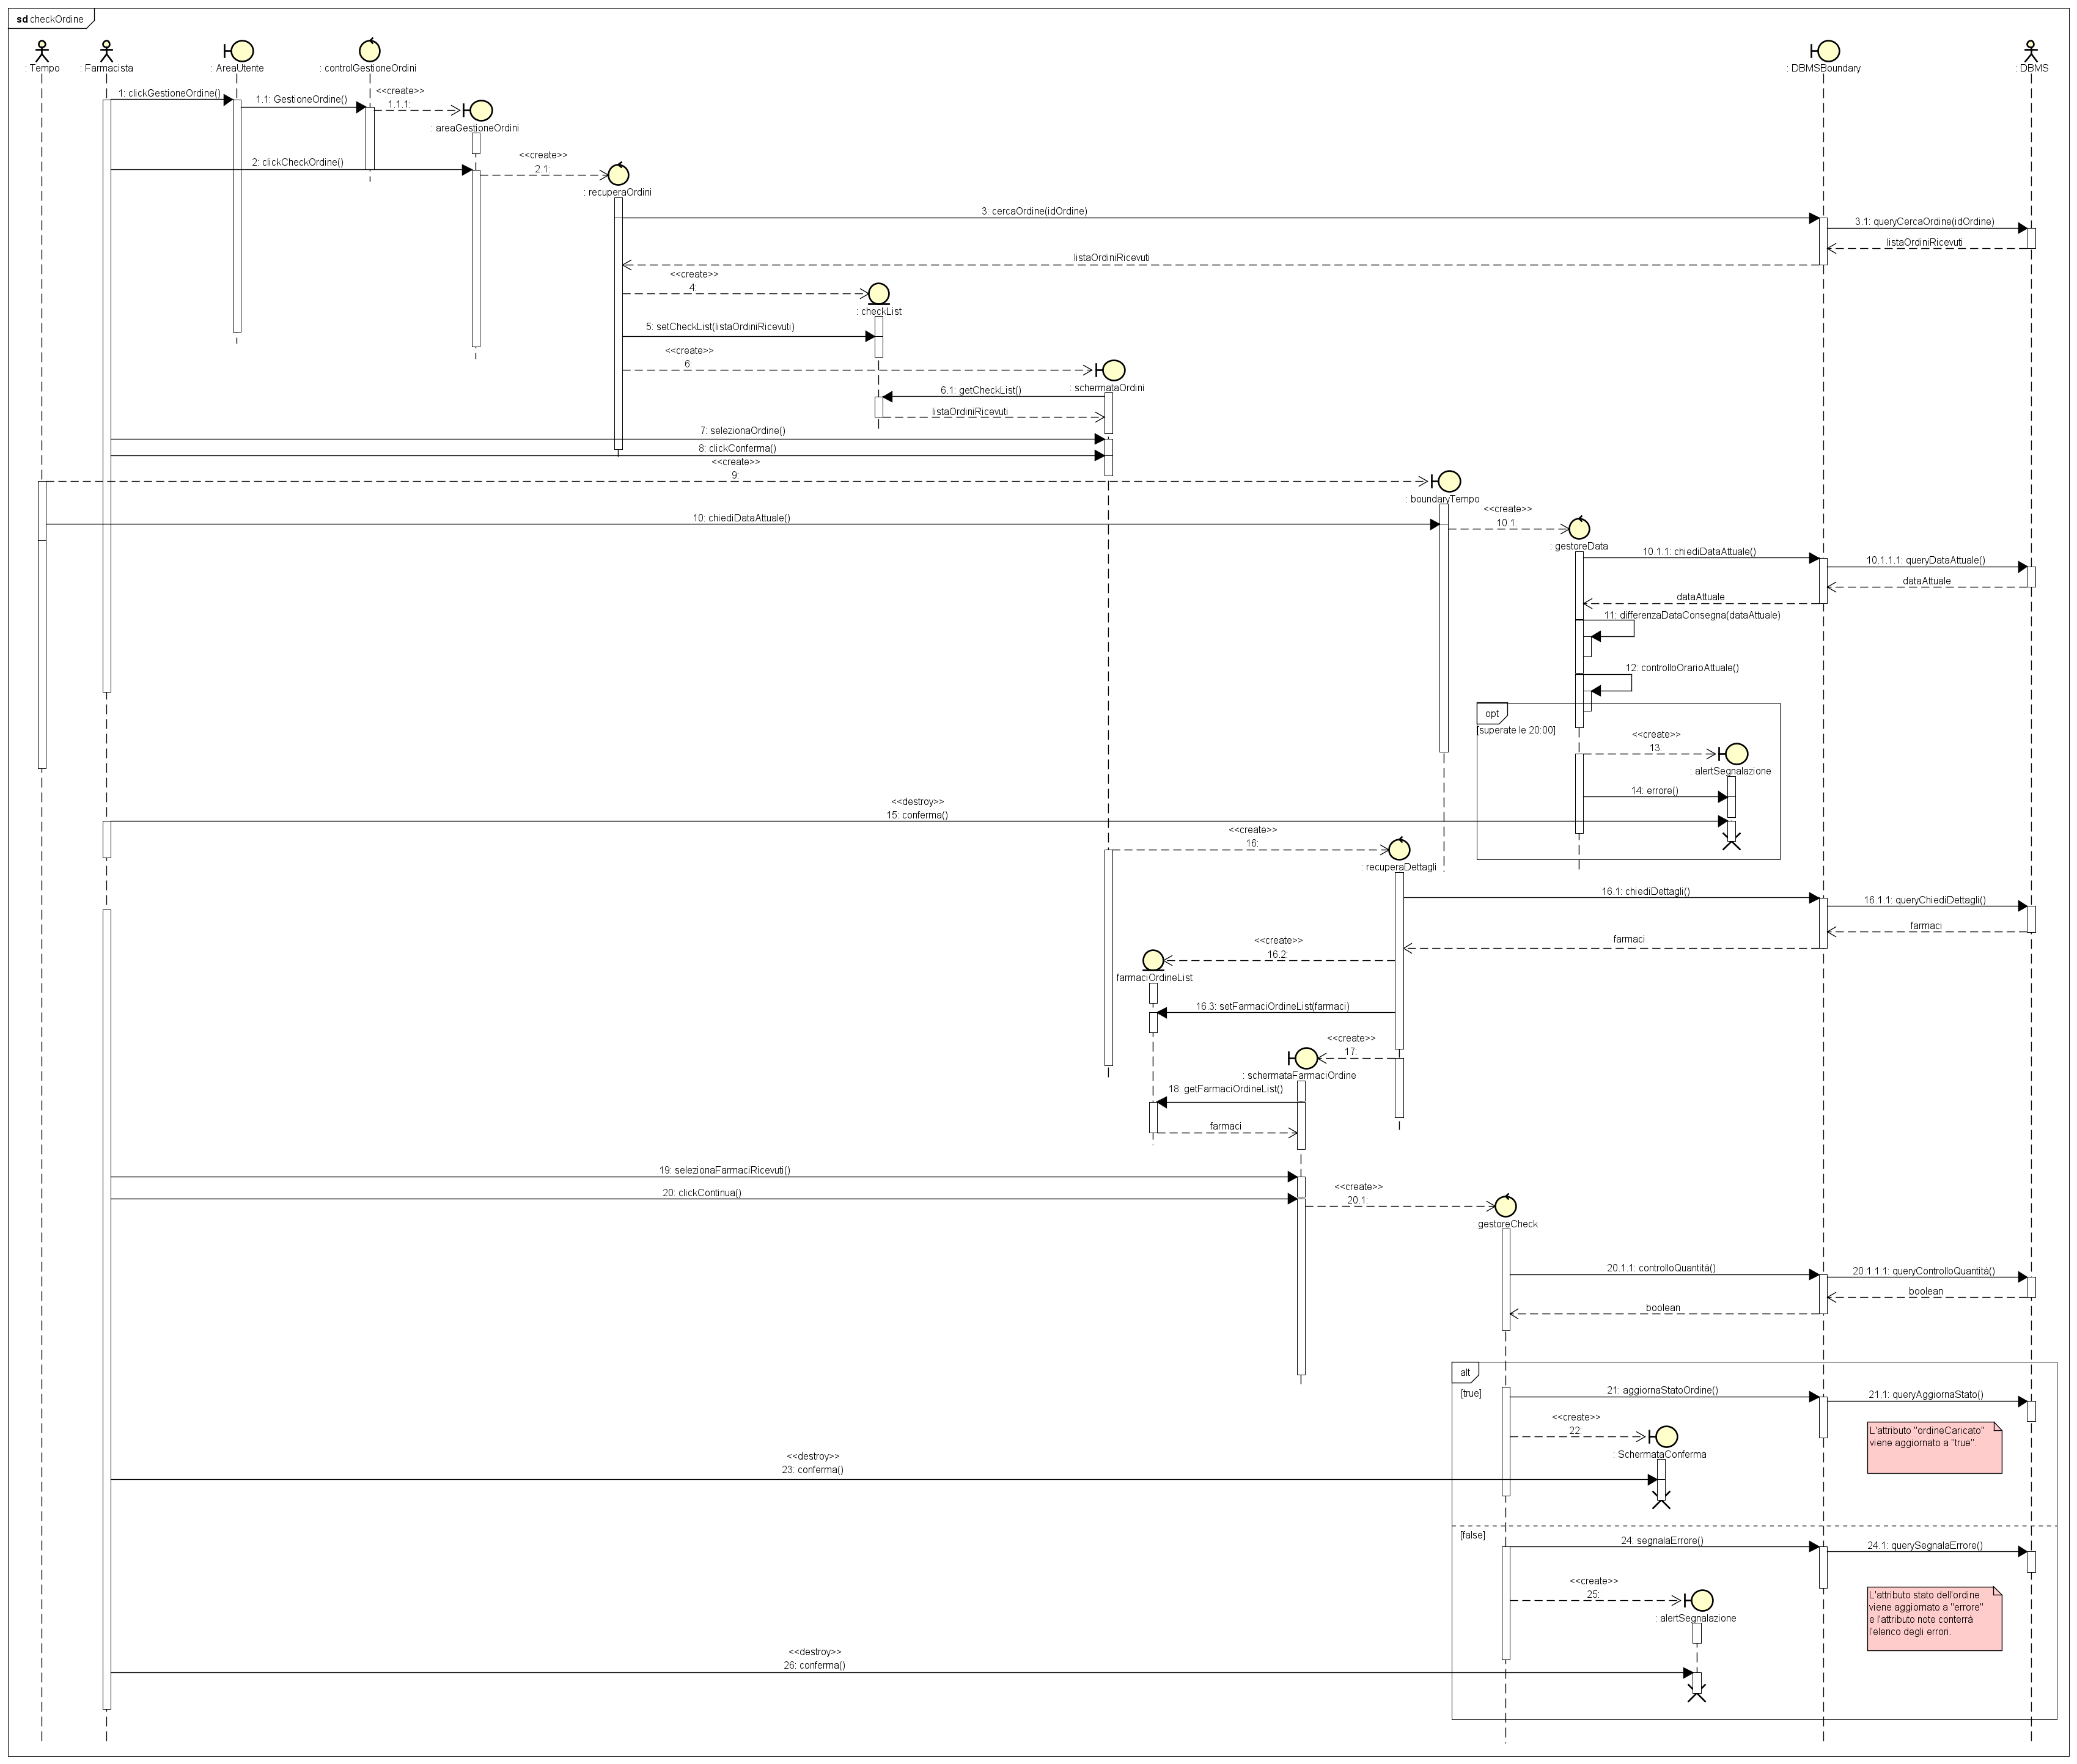 sd checkOrdine
: Tempo
: Farmacista
: AreaUtente
: controlGestioneOrdini
: DBMSBoundary
: DBMS
1: clickGestioneOrdine()
1.1: GestioneOrdine()
<<create>>
1.1.1:
: areaGestioneOrdini
2: clickCheckOrdine()
<<create>>
2.1:
: recuperaOrdini
3: cercaOrdine(idOrdine)
3.1: queryCercaOrdine(idOrdine)
listaOrdiniRicevuti
listaOrdiniRicevuti
<<create>>
4:
: checkList
5: setCheckList(listaOrdiniRicevuti)
<<create>>
6:
: schermataOrdini
6.1: getCheckList()
listaOrdiniRicevuti
7: selezionaOrdine()
8: clickConferma()
<<create>>
9:
: boundaryTempo
10: chiediDataAttuale()
<<create>>
10.1:
: gestoreData
10.1.1: chiediDataAttuale()
10.1.1.1: queryDataAttuale()
dataAttuale
dataAttuale
11: differenzaDataConsegna(dataAttuale)
12: controlloOrarioAttuale()
opt
[superate le 20:00]
<<create>>
13:
: alertSegnalazione
14: errore()
<<destroy>>
15: conferma()
<<create>>
16:
: recuperaDettagli
16.1: chiediDettagli()
16.1.1: queryChiediDettagli()
farmaci
farmaci
<<create>>
16.2:
farmaciOrdineList
16.3: setFarmaciOrdineList(farmaci)
<<create>>
17:
: schermataFarmaciOrdine
18: getFarmaciOrdineList()
farmaci
19: selezionaFarmaciRicevuti()
20: clickContinua()
<<create>>
20.1:
: gestoreCheck
20.1.1: controlloQuantità()
20.1.1.1: queryControlloQuantità()
boolean
boolean
alt
[true]
21: aggiornaStatoOrdine()
21.1: queryAggiornaStato()
<<create>>
22:
: SchermataConferma
L'attributo "ordineCaricato"
viene aggiornato a "true".
<<destroy>>
23: conferma()
[false]
24: segnalaErrore()
24.1: querySegnalaErrore()
<<create>>
25:
: alertSegnalazione
L'attributo stato dell'ordine
viene aggiornato a "errore"
e l'attributo note conterrà
l'elenco degli errori.
<<destroy>>
26: conferma()